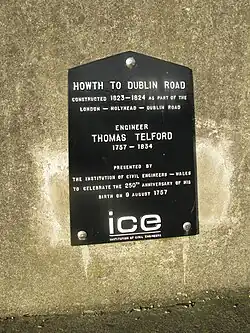 HOWTH TO DUBLIN ROAD
CONSTRUCTED 1823-1824 AS PART OF THE
LONDON - HOLYHEAD - DUBLIN ROAD
ENGINEER
THOMAS TELFORD
1757 - 1834
PRESENTED BY
THE INSTITUTION OF CIVIL ENGINEERS - WALES
TO CELEBRATE THE 250TH ANNIVERSARY OF HIS
BIRTH ON 9 AUGUST 1757
ice
INSTITUTION OF CIVIL ENGINEERS